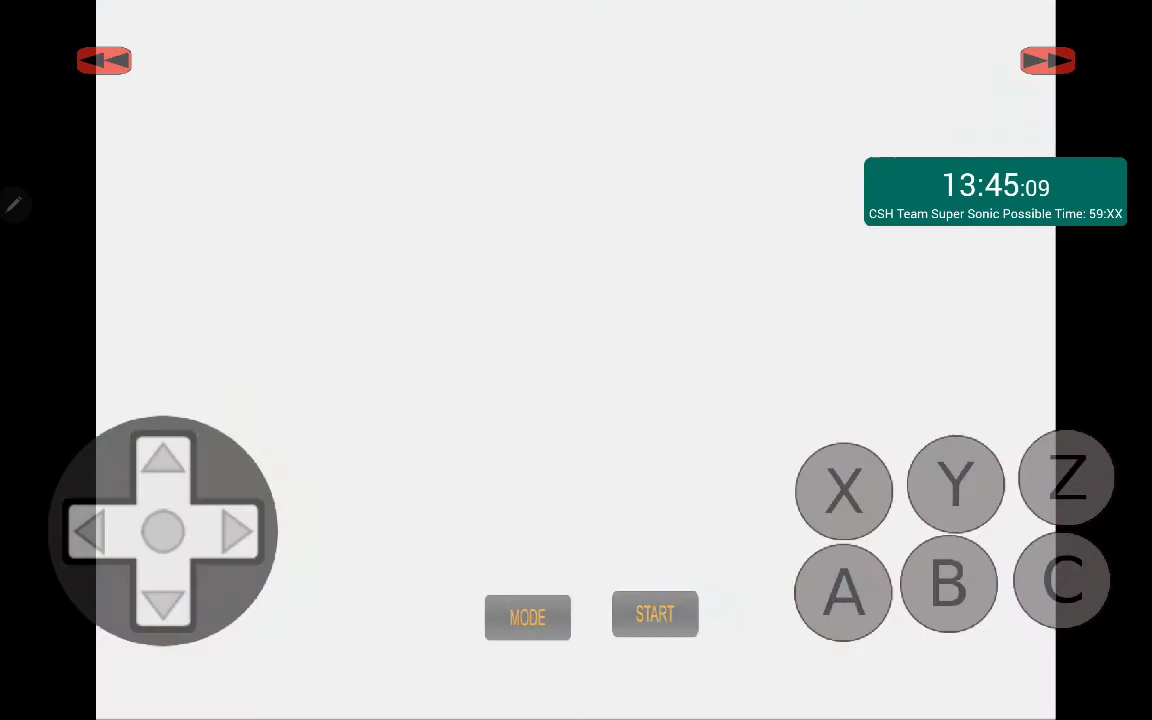 13:45:09
CSH Team Super Sonic Possible Time: 59:XX
X Y Z
A B C
MODE START